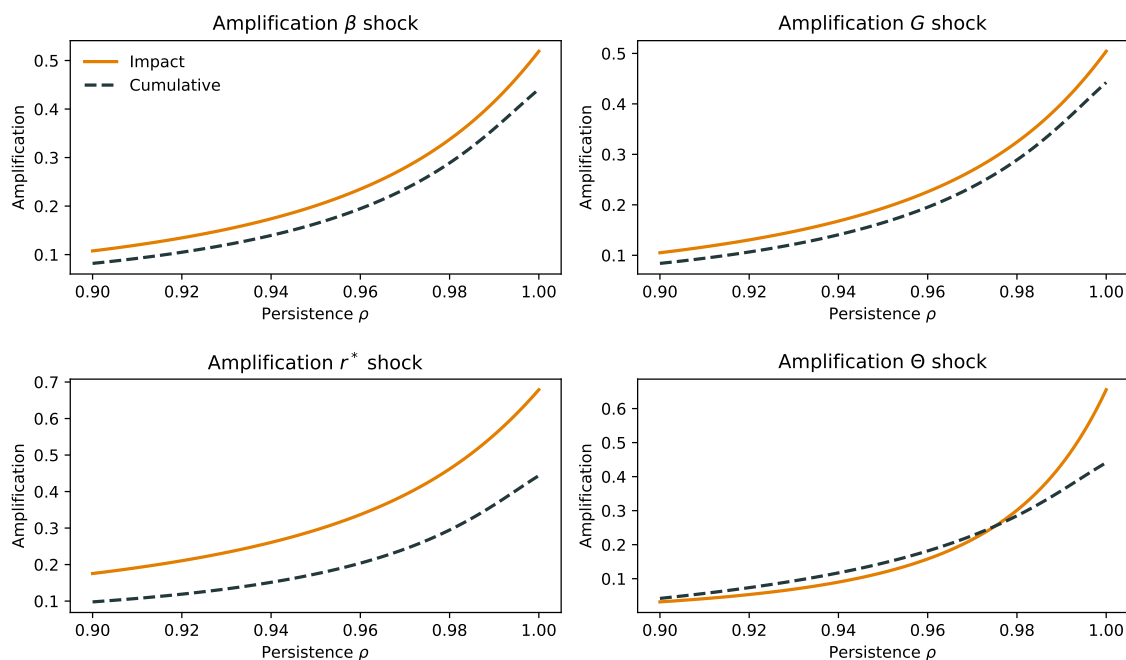 Amplification β shock
0.5
0.4
0.3
0.2
0.1
Amplification
Impact
Cumulative
0.90 0.92 0.94 0.96 0.98 1.00
Persistence ρ
Amplification G shock
0.5
0.4
0.3
0.2
0.1
Amplification
0.90 0.92 0.94 0.96 0.98 1.00
Persistence ρ
Amplification r* shock
0.7
0.6
0.5
0.4
0.3
0.2
0.1
Amplification
0.90 0.92 0.94 0.96 0.98 1.00
Persistence ρ
Amplification Θ shock
0.6
0.5
0.4
0.3
0.2
0.1
Amplification
0.90 0.92 0.94 0.96 0.98 1.00
Persistence ρ